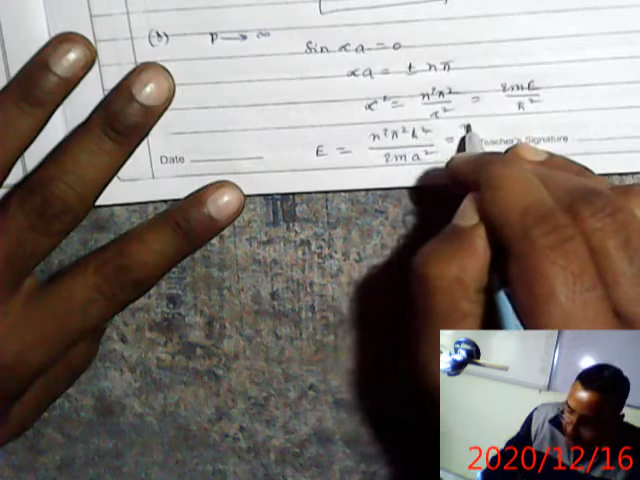 (3) P → ∞
sin αa = 0
αa = ± nπ
α² = n²π²/a² = 2mE/ħ²
E = n²π²ħ²/2ma² =
Teacher's Signature
Date
2020/12/16